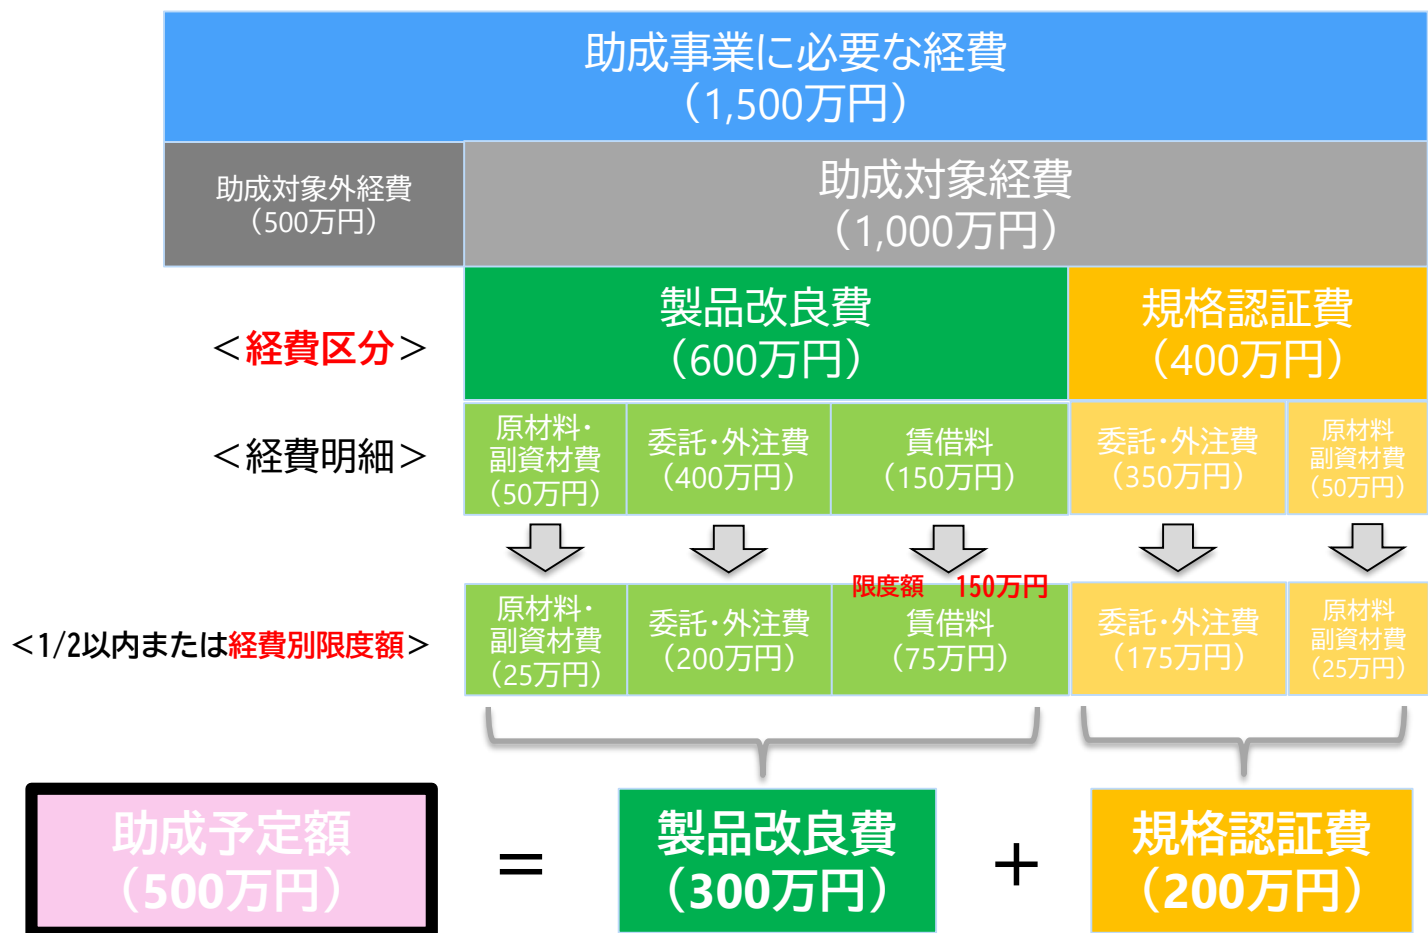 助成事業に必要な経費
（1,500万円）
助成対象外経費
（500万円）
助成対象経費
（1,000万円）
＜経費区分＞
製品改良費
（600万円）
規格認証費
（400万円）
＜経費明細＞
原材料・
副資材費
（50万円）
委託・外注費
（400万円）
賃借料
（150万円）
委託・外注費
（350万円）
原材料
副資材費
（50万円）
限度額　150万円
＜1/2以内または経費別限度額＞
原材料・
副資材費
（25万円）
委託・外注費
（200万円）
賃借料
（75万円）
委託・外注費
（175万円）
原材料
副資材費
（25万円）
助成予定額
（500万円）
＝
製品改良費
（300万円）
＋
規格認証費
（200万円）